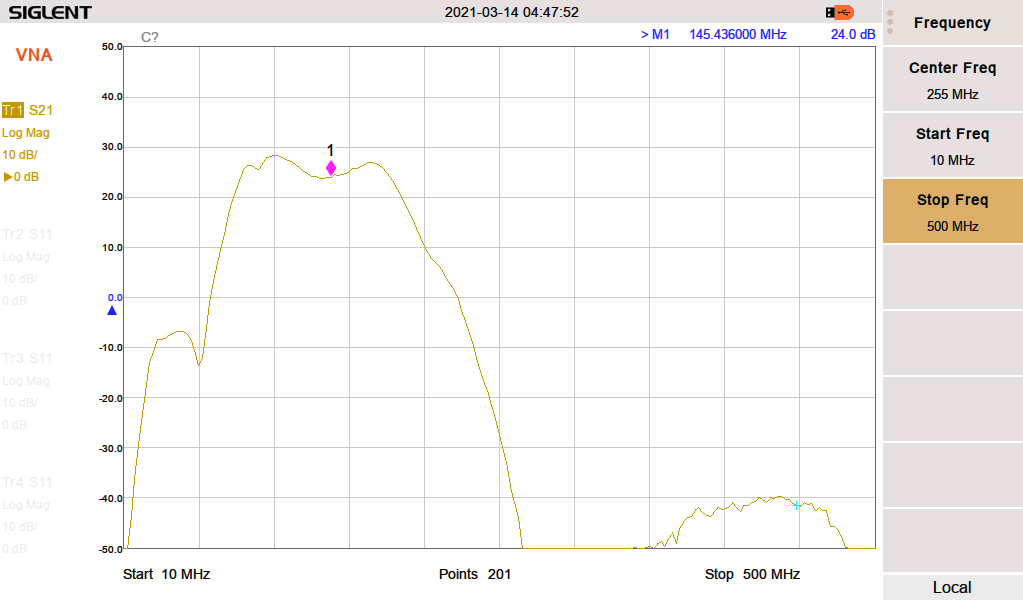 SIGLENT
2021-03-14 04:47:52
VNA
C?
> M1 145.436000 MHz 24.0 dB
Tr1 S21
Log Mag
10 dB/
▶0 dB
Tr2 S11
Log Mag
10 dB/
0 dB
Tr3 S11
Log Mag
10 dB/
0 dB
Tr4 S11
Log Mag
10 dB/
0 dB
50.0
40.0
30.0
20.0
10.0
0.0
-10.0
-20.0
-30.0
-40.0
-50.0
1
Start 10 MHz
Points 201
Stop 500 MHz
Frequency
Center Freq
255 MHz
Start Freq
10 MHz
Stop Freq
500 MHz
Local